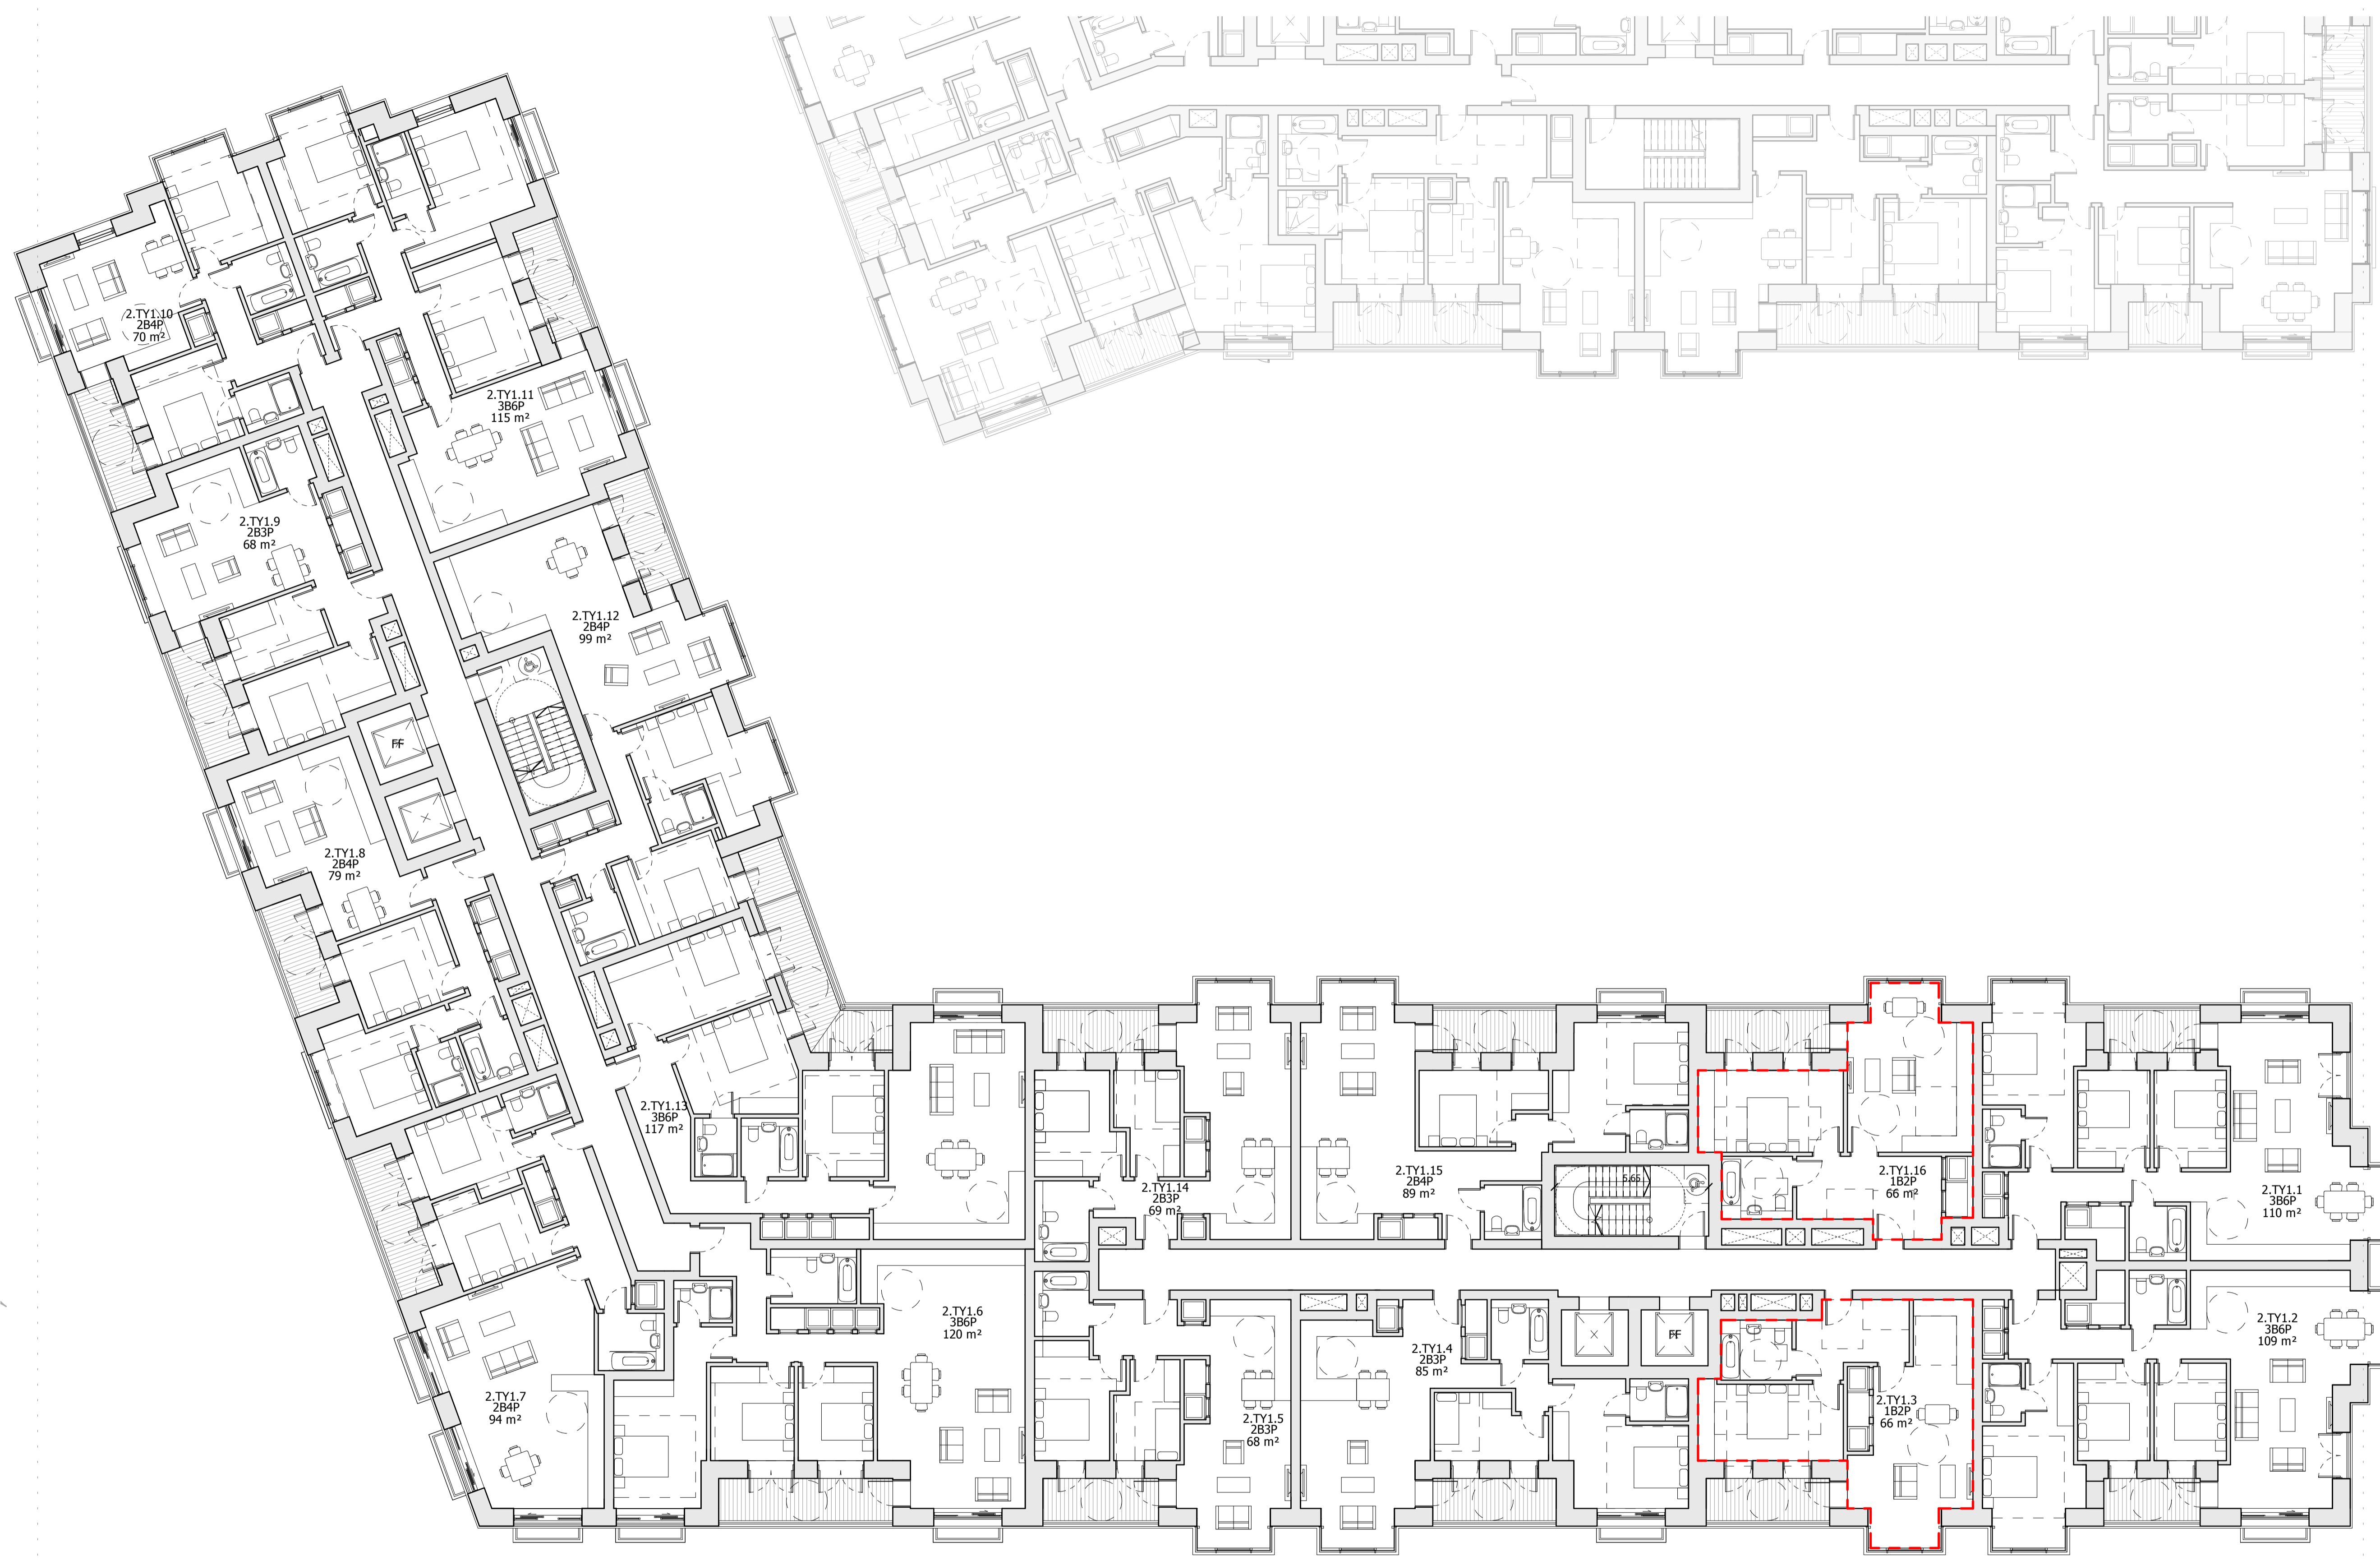 2.TY1.10
2B4P
70 m²
2.TY1.11
3B6P
115 m²
2.TY1.9
2B3P
68 m²
2.TY1.12
2B4P
99 m²
FF
2.TY1.8
2B4P
79 m²
2.TY1.13
3B6P
117 m²
2.TY1.14
2B3P
69 m²
2.TY1.15
2B4P
89 m²
5.65
2.TY1.16
1B2P
66 m²
2.TY1.1
3B6P
110 m²
2.TY1.6
3B6P
120 m²
FF
2.TY1.2
3B6P
109 m²
2.TY1.4
2B3P
85 m²
2.TY1.7
2B4P
94 m²
2.TY1.5
2B3P
68 m²
2.TY1.3
1B2P
66 m²